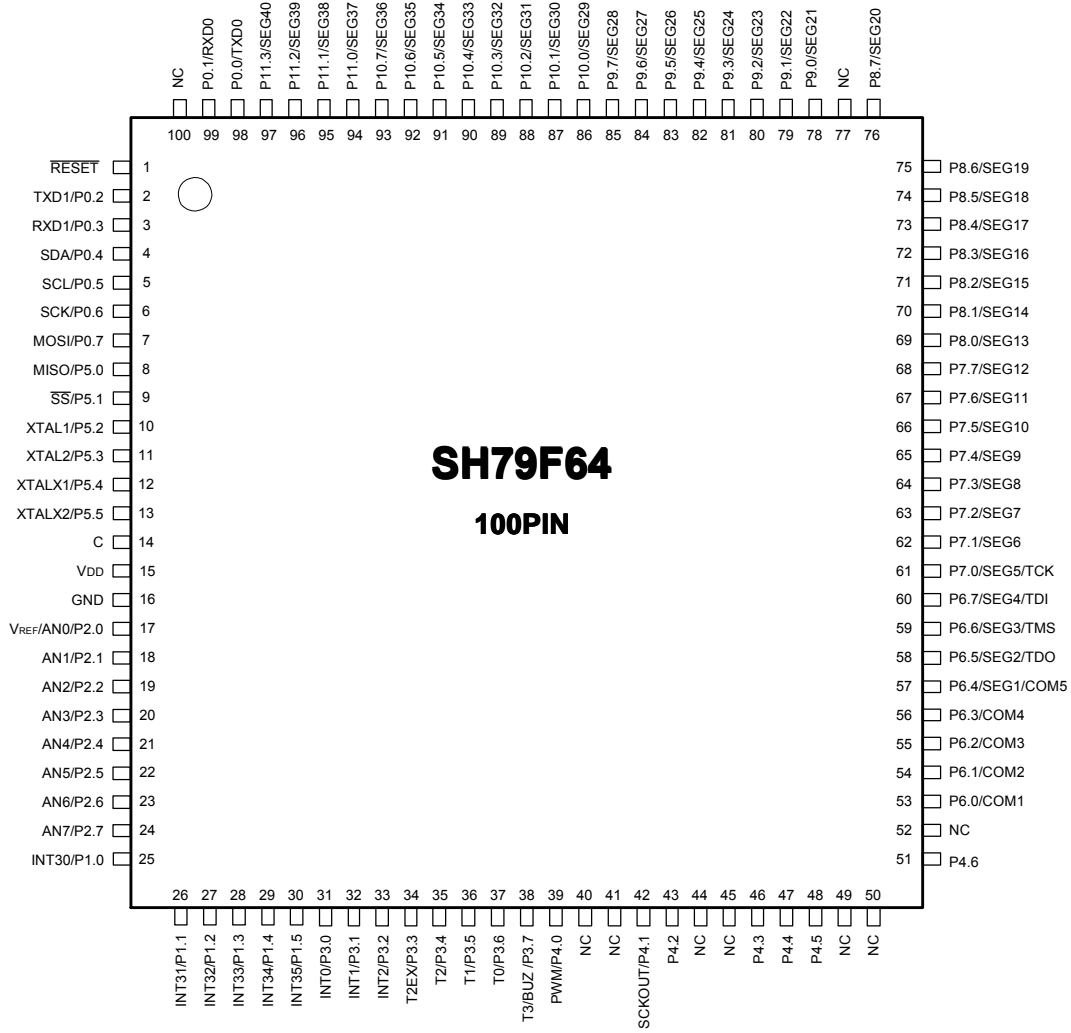 NC
P0.1/RXD0
P0.0/TXD0
P11.3/SEG40
P11.2/SEG39
P11.1/SEG38
P11.0/SEG37
P10.7/SEG36
P10.6/SEG35
P10.5/SEG34
P10.4/SEG33
P10.3/SEG32
P10.2/SEG31
P10.1/SEG30
P10.0/SEG29
P9.7/SEG28
P9.6/SEG27
P9.5/SEG26
P9.4/SEG25
P9.3/SEG24
P9.2/SEG23
P9.1/SEG22
P9.0/SEG21
NC
P8.7/SEG20
100 99 98 97 96 95 94 93 92 91 90 89 88 87 86 85 84 83 82 81 80 79 78 77 76
RESET 1
TXD1/P0.2 2
RXD1/P0.3 3
SDA/P0.4 4
SCL/P0.5 5
SCK/P0.6 6
MOSI/P0.7 7
MISO/P5.0 8
SS/P5.1 9
XTAL1/P5.2 10
XTAL2/P5.3 11
XTALX1/P5.4 12
XTALX2/P5.5 13
C 14
VDD 15
GND 16
VREF/AN0/P2.0 17
AN1/P2.1 18
AN2/P2.2 19
AN3/P2.3 20
AN4/P2.4 21
AN5/P2.5 22
AN6/P2.6 23
AN7/P2.7 24
INT30/P1.0 25
SH79F64
100PIN
75 P8.6/SEG19
74 P8.5/SEG18
73 P8.4/SEG17
72 P8.3/SEG16
71 P8.2/SEG15
70 P8.1/SEG14
69 P8.0/SEG13
68 P7.7/SEG12
67 P7.6/SEG11
66 P7.5/SEG10
65 P7.4/SEG9
64 P7.3/SEG8
63 P7.2/SEG7
62 P7.1/SEG6
61 P7.0/SEG5/TCK
60 P6.7/SEG4/TDI
59 P6.6/SEG3/TMS
58 P6.5/SEG2/TDO
57 P6.4/SEG1/COM5
56 P6.3/COM4
55 P6.2/COM3
54 P6.1/COM2
53 P6.0/COM1
52 NC
51 P4.6
26 27 28 29 30 31 32 33 34 35 36 37 38 39 40 41 42 43 44 45 46 47 48 49 50
INT31/P1.1
INT32/P1.2
INT33/P1.3
INT34/P1.4
INT35/P1.5
INT0/P3.0
INT1/P3.1
INT2/P3.2
T2EX/P3.3
T2/P3.4
T1/P3.5
T0/P3.6
T3/BUZ /P3.7
PWM/P4.0
NC
NC
SCKOUT/P4.1
P4.2
NC
NC
P4.3
P4.4
P4.5
NC
NC